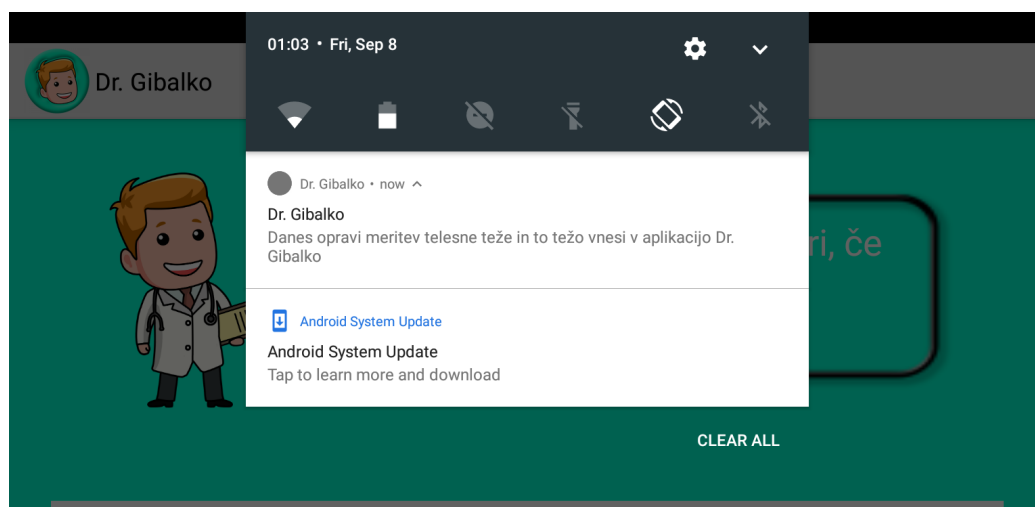 01:03 • Fri, Sep 8
Dr. Gibalko
Dr. Gibalko • now
Dr. Gibalko
Danes opravi meritev telesne teže in to težo vnesi v aplikacijo Dr.
Gibalko
ri, če
Android System Update
Android System Update
Tap to learn more and download
CLEAR ALL